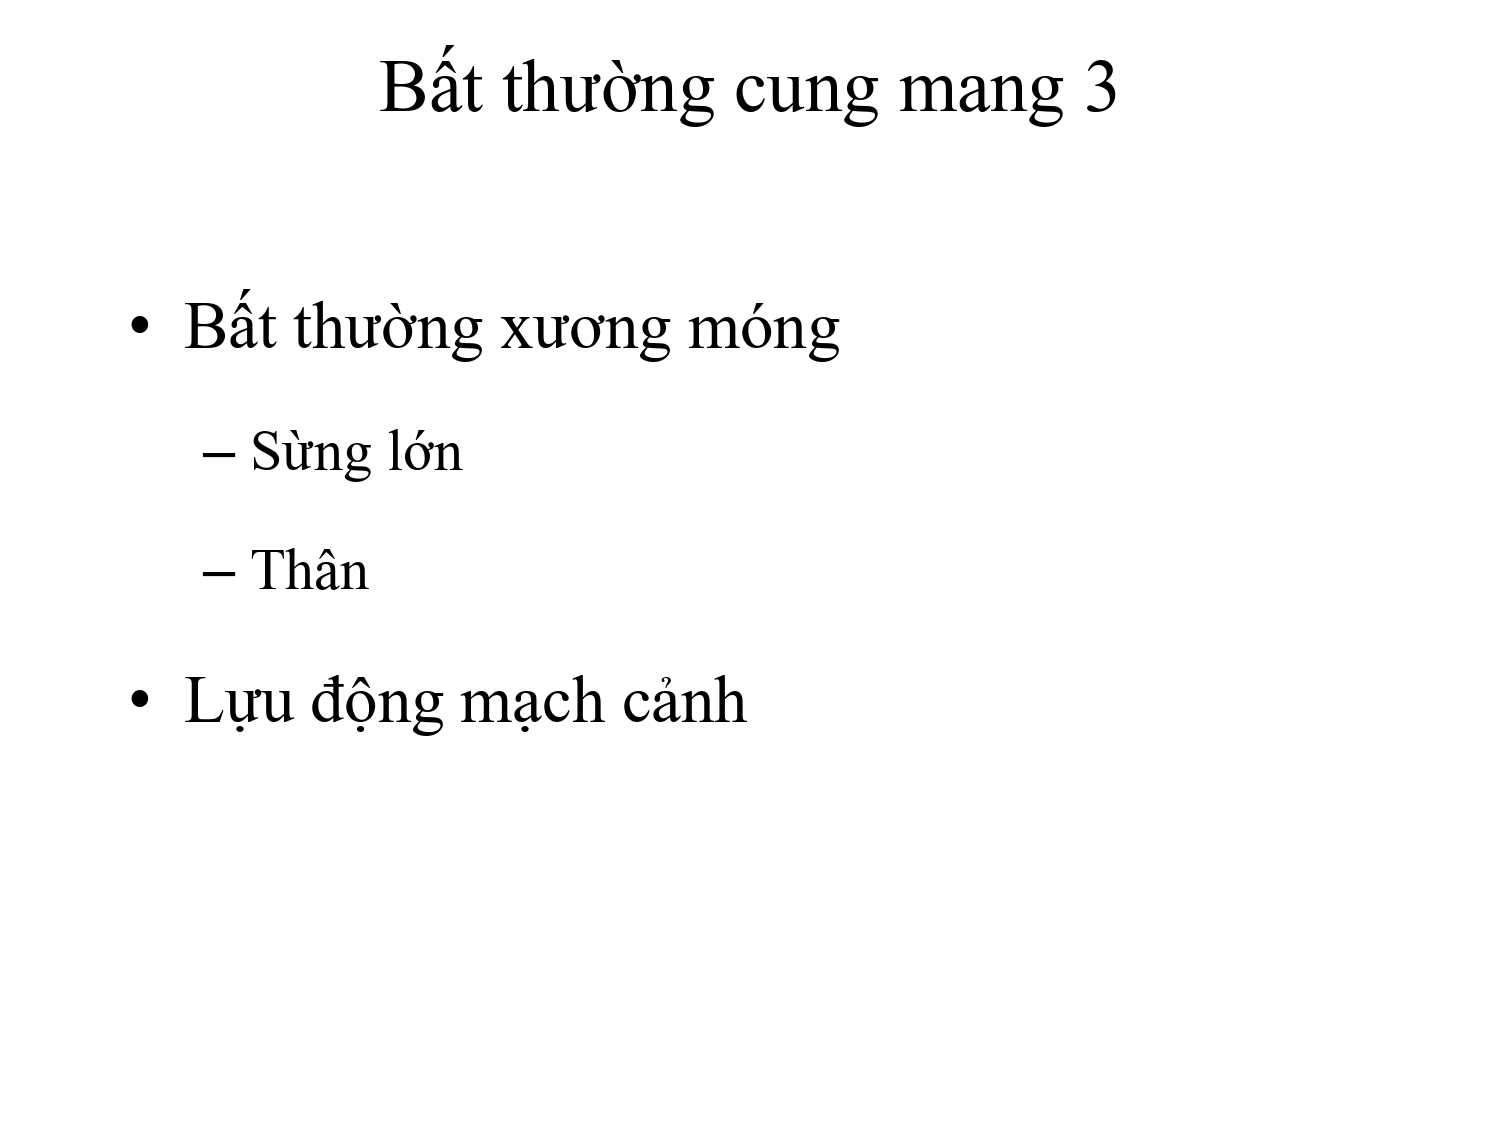 Bất thường cung mang 3
• Bất thường xương móng
– Sừng lớn
– Thân
• Lựu động mạch cảnh